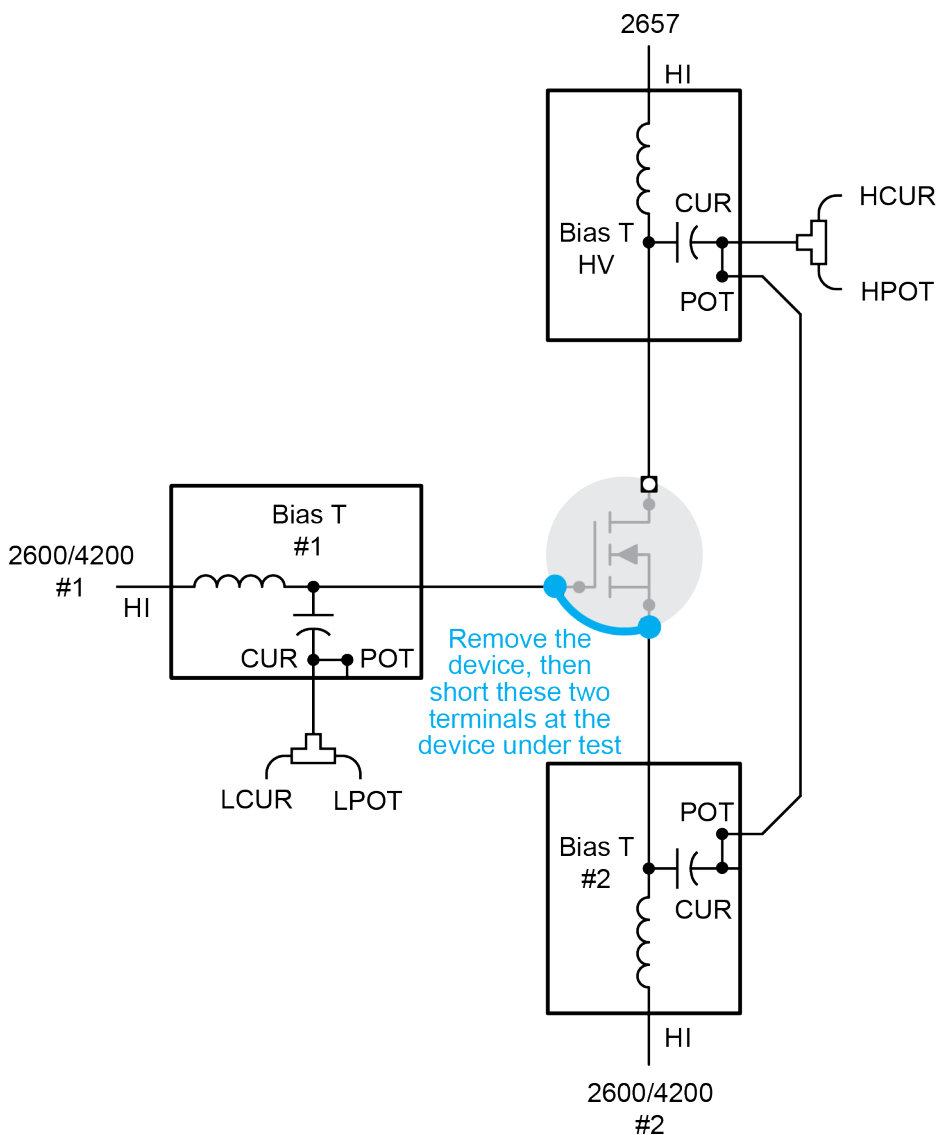 2657
HI
CUR
HCUR
Bias T
HV
POT
HPOT
Bias T
#1
2600/4200
#1
HI
CUR
POT
Remove the
device, then
short these two
terminals at the
device under test
LCUR
LPOT
POT
Bias T
#2
CUR
HI
2600/4200
#2